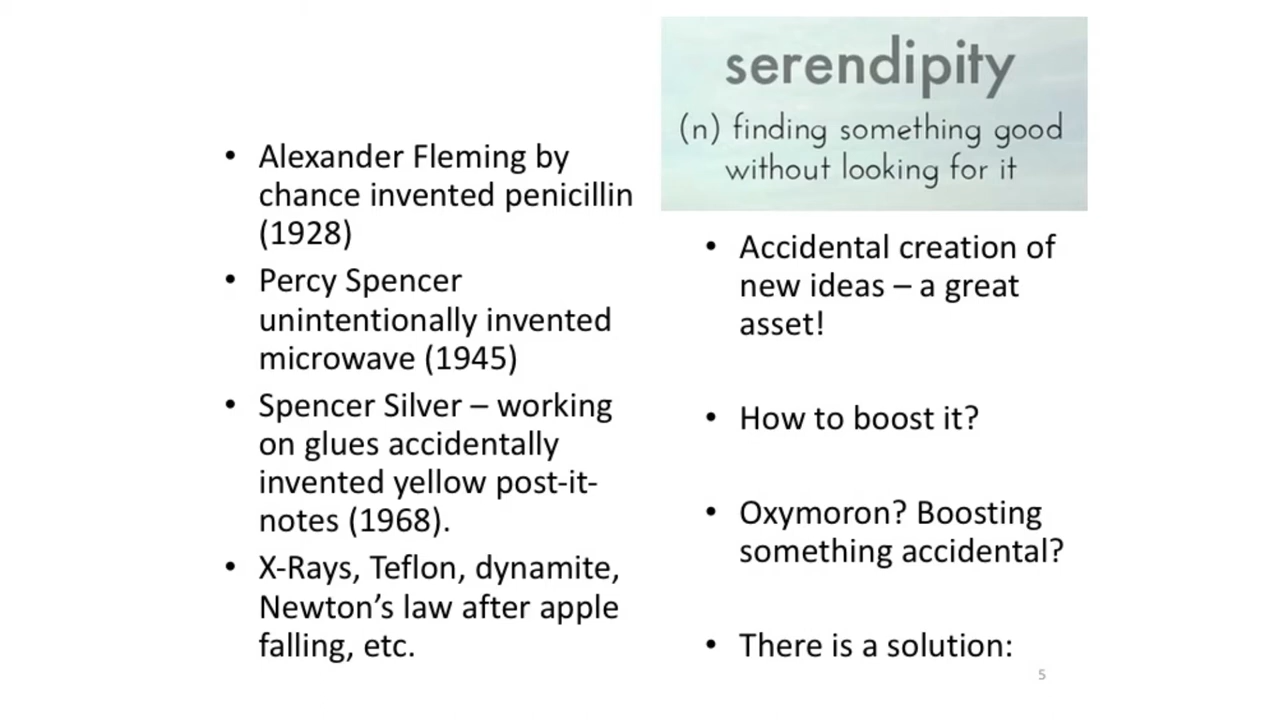 serendipity
(n) finding something good
without looking for it
• Alexander Fleming by
chance invented penicillin
(1928)
• Percy Spencer
unintentionally invented
microwave (1945)
• Spencer Silver – working
on glues accidentally
invented yellow post-it-
notes (1968).
• X-Rays, Teflon, dynamite,
Newton’s law after apple
falling, etc.
• Accidental creation of
new ideas – a great
asset!
• How to boost it?
• Oxymoron? Boosting
something accidental?
• There is a solution:
5